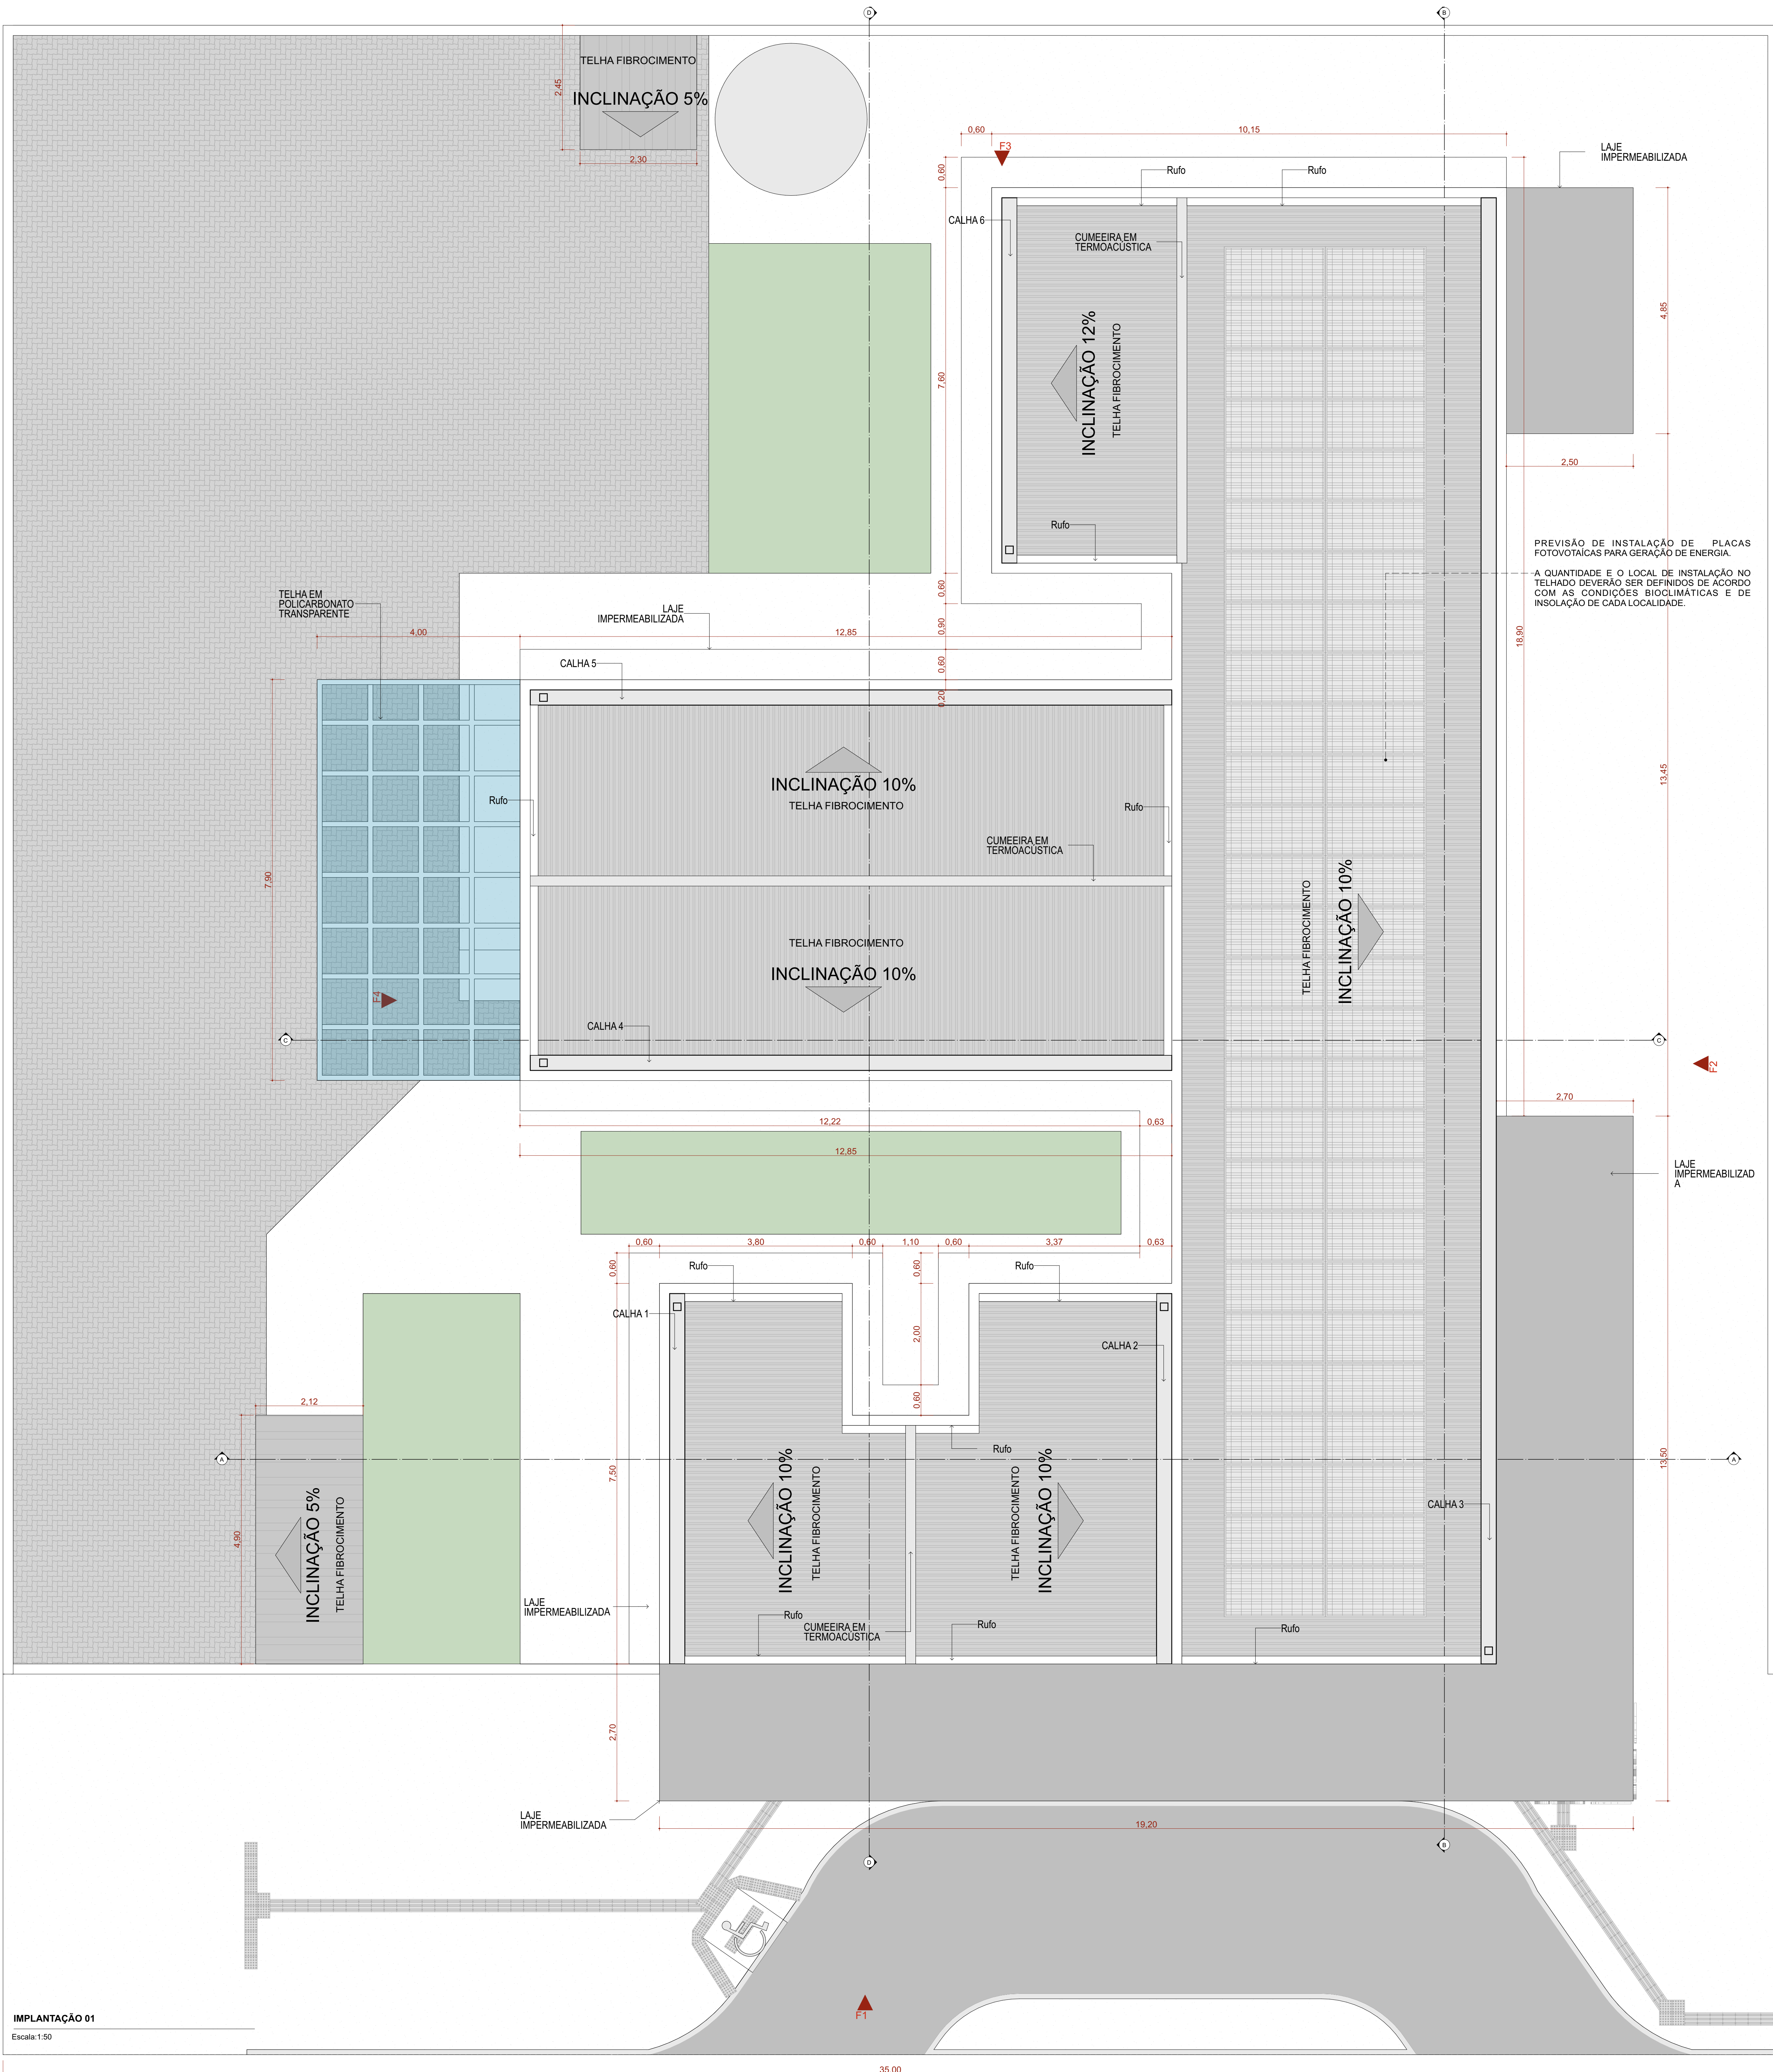 D
B
TELHA FIBROCIMENTO
INCLINAÇÃO 5%
2,45
2,30
0,60
10,15
F3
LAJE
IMPERMEABILIZADA
0,60
Rufo
Rufo
CALHA 6
CUMEEIRA EM
TERMOACÚSTICA
INCLINAÇÃO 12%
TELHA FIBROCIMENTO
4,85
7,60
2,50
Rufo
PREVISÃO DE INSTALAÇÃO DE PLACAS
FOTOVOTAÍCAS PARA GERAÇÃO DE ENERGIA.
A QUANTIDADE E O LOCAL DE INSTALAÇÃO NO
TELHADO DEVERÃO SER DEFINIDOS DE ACORDO
COM AS CONDIÇÕES BIOCLIMÁTICAS E DE
INSOLAÇÃO DE CADA LOCALIDADE.
TELHA EM
POLICARBONATO
TRANSPARENTE
LAJE
IMPERMEABILIZADA
0,60
0,90
18,90
4,00
12,85
CALHA 5
0,60
0,20
INCLINAÇÃO 10%
TELHA FIBROCIMENTO
13,45
Rufo
Rufo
CUMEEIRA EM
TERMOACÚSTICA
7,90
TELHA FIBROCIMENTO
INCLINAÇÃO 10%
TELHA FIBROCIMENTO
INCLINAÇÃO 10%
F4
CALHA 4
C
C
F2
2,70
12,22
0,63
12,85
LAJE
IMPERMEABILIZAD
A
0,60
3,80
0,60
1,10
0,60
3,37
0,63
0,60
0,60
Rufo
Rufo
CALHA 1
2,00
CALHA 2
0,60
2,12
Rufo
A
A
7,50
13,50
INCLINAÇÃO 10%
TELHA FIBROCIMENTO
TELHA FIBROCIMENTO
INCLINAÇÃO 10%
CALHA 3
4,90
INCLINAÇÃO 5%
TELHA FIBROCIMENTO
LAJE
IMPERMEABILIZADA
Rufo
CUMEEIRA EM
TERMOACÚSTICA
Rufo
Rufo
2,70
LAJE
IMPERMEABILIZADA
19,20
D
B
F1
IMPLANTAÇÃO 01
Escala:1:50
35,00